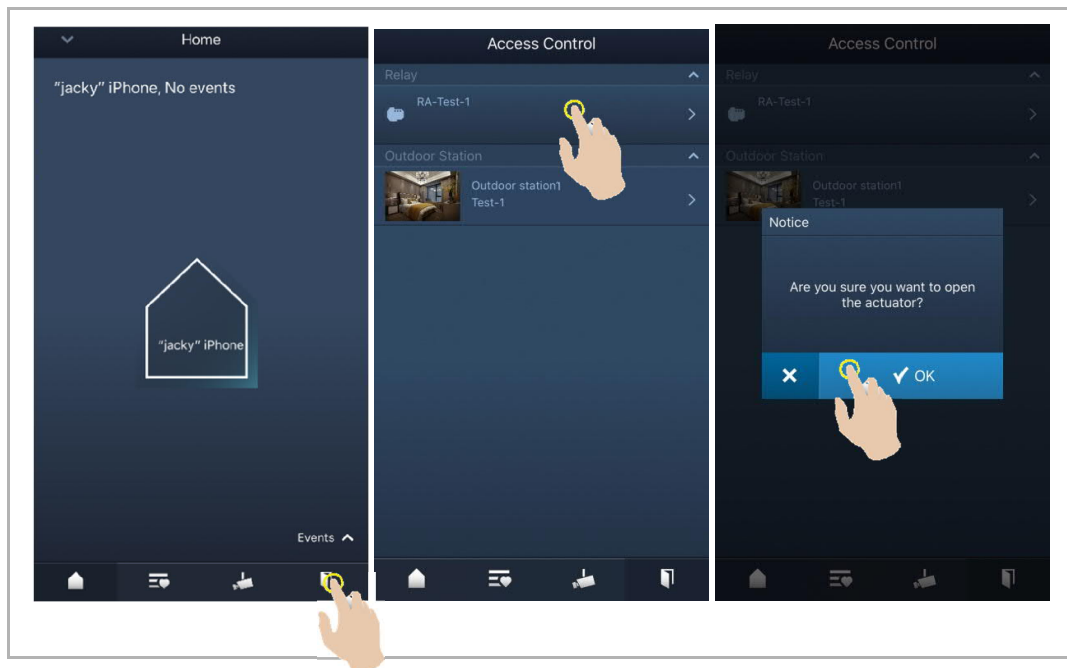 Home
"jacky" iPhone, No events
"jacky" iPhone
Events
Access Control
Relay
RA-Test-1
Outdoor Station
Outdoor station1
Test-1
Access Control
Relay
RA-Test-1
Outdoor Station
Outdoor station1
Test-1
Notice
Are you sure you want to open
the actuator?
OK